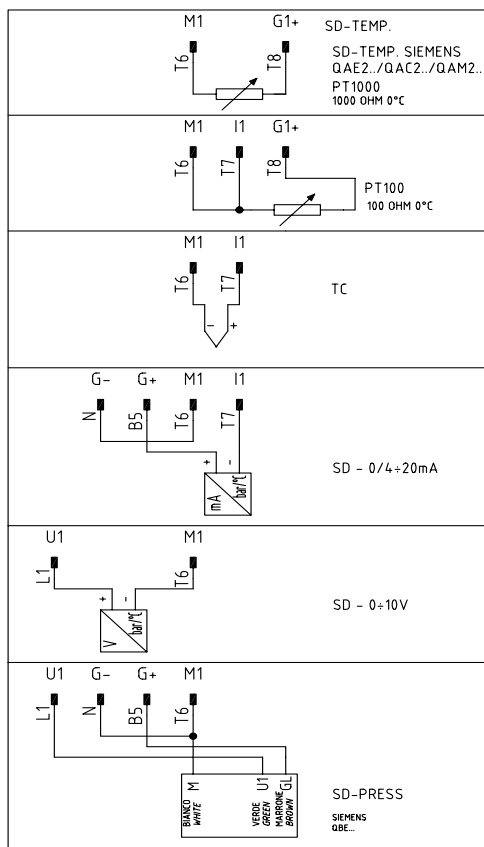 M1 G1+ SD-TEMP.
T6 T8
SD-TEMP. SIEMENS
QAE2../QAC2../QAM2..
PT1000
1000 OHM 0°C
M1 I1 G1+
T6 T7 T8
PT100
100 OHM 0°C
M1 I1
T6 T7
TC
- +
G- G+ M1 I1
N B5 T6 T7
+ -
mA bar/°C
SD - 0/4÷20mA
U1 M1
L1 T6
+ -
V bar/°C
SD - 0÷10V
U1 G- G+ M1
L1 N B5 T6
M U1 GL
BIANCO VERDE MARRONE
WHITE GREEN BROWN
SD-PRESS
SIEMENS
QBE...